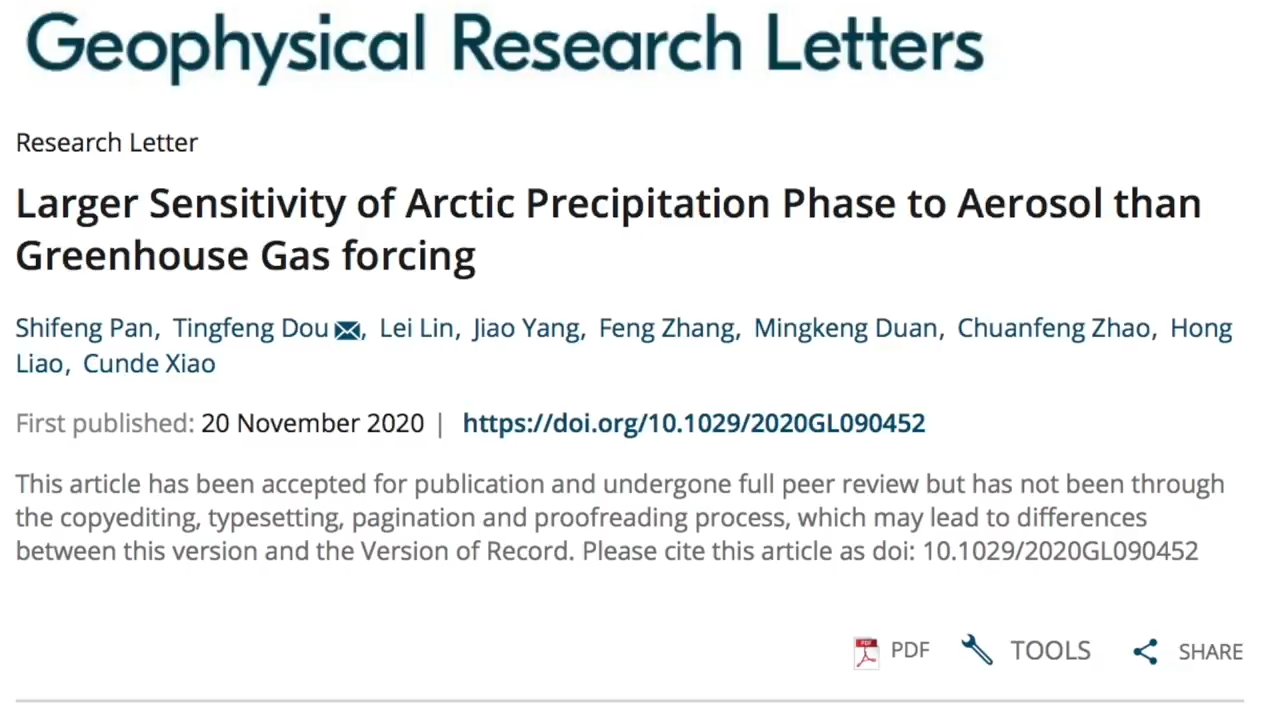 Geophysical Research Letters
Research Letter
Larger Sensitivity of Arctic Precipitation Phase to Aerosol than
Greenhouse Gas forcing
Shifeng Pan, Tingfeng Dou, Lei Lin, Jiao Yang, Feng Zhang, Mingkeng Duan, Chuanfeng Zhao, Hong
Liao, Cunde Xiao
First published: 20 November 2020 | https://doi.org/10.1029/2020GL090452
This article has been accepted for publication and undergone full peer review but has not been through
the copyediting, typesetting, pagination and proofreading process, which may lead to differences
between this version and the Version of Record. Please cite this article as doi: 10.1029/2020GL090452
PDF PDF TOOLS SHARE